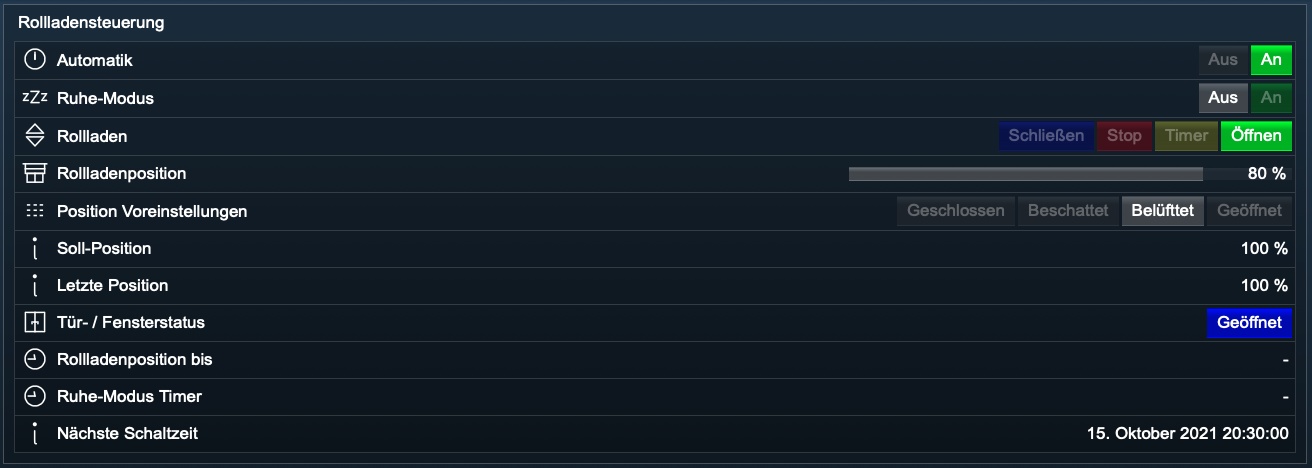 Rollladensteuerung
Automatik Aus An
zZz Ruhe-Modus Aus An
Rollladen Schließen Stop Timer Öffnen
Rollladenposition 80 %
Position Voreinstellungen Geschlossen Beschattet Belüfttet Geöffnet
Soll-Position 100 %
Letzte Position 100 %
Tür- / Fensterstatus Geöffnet
Rollladenposition bis -
Ruhe-Modus Timer -
Nächste Schaltzeit 15. Oktober 2021 20:30:00